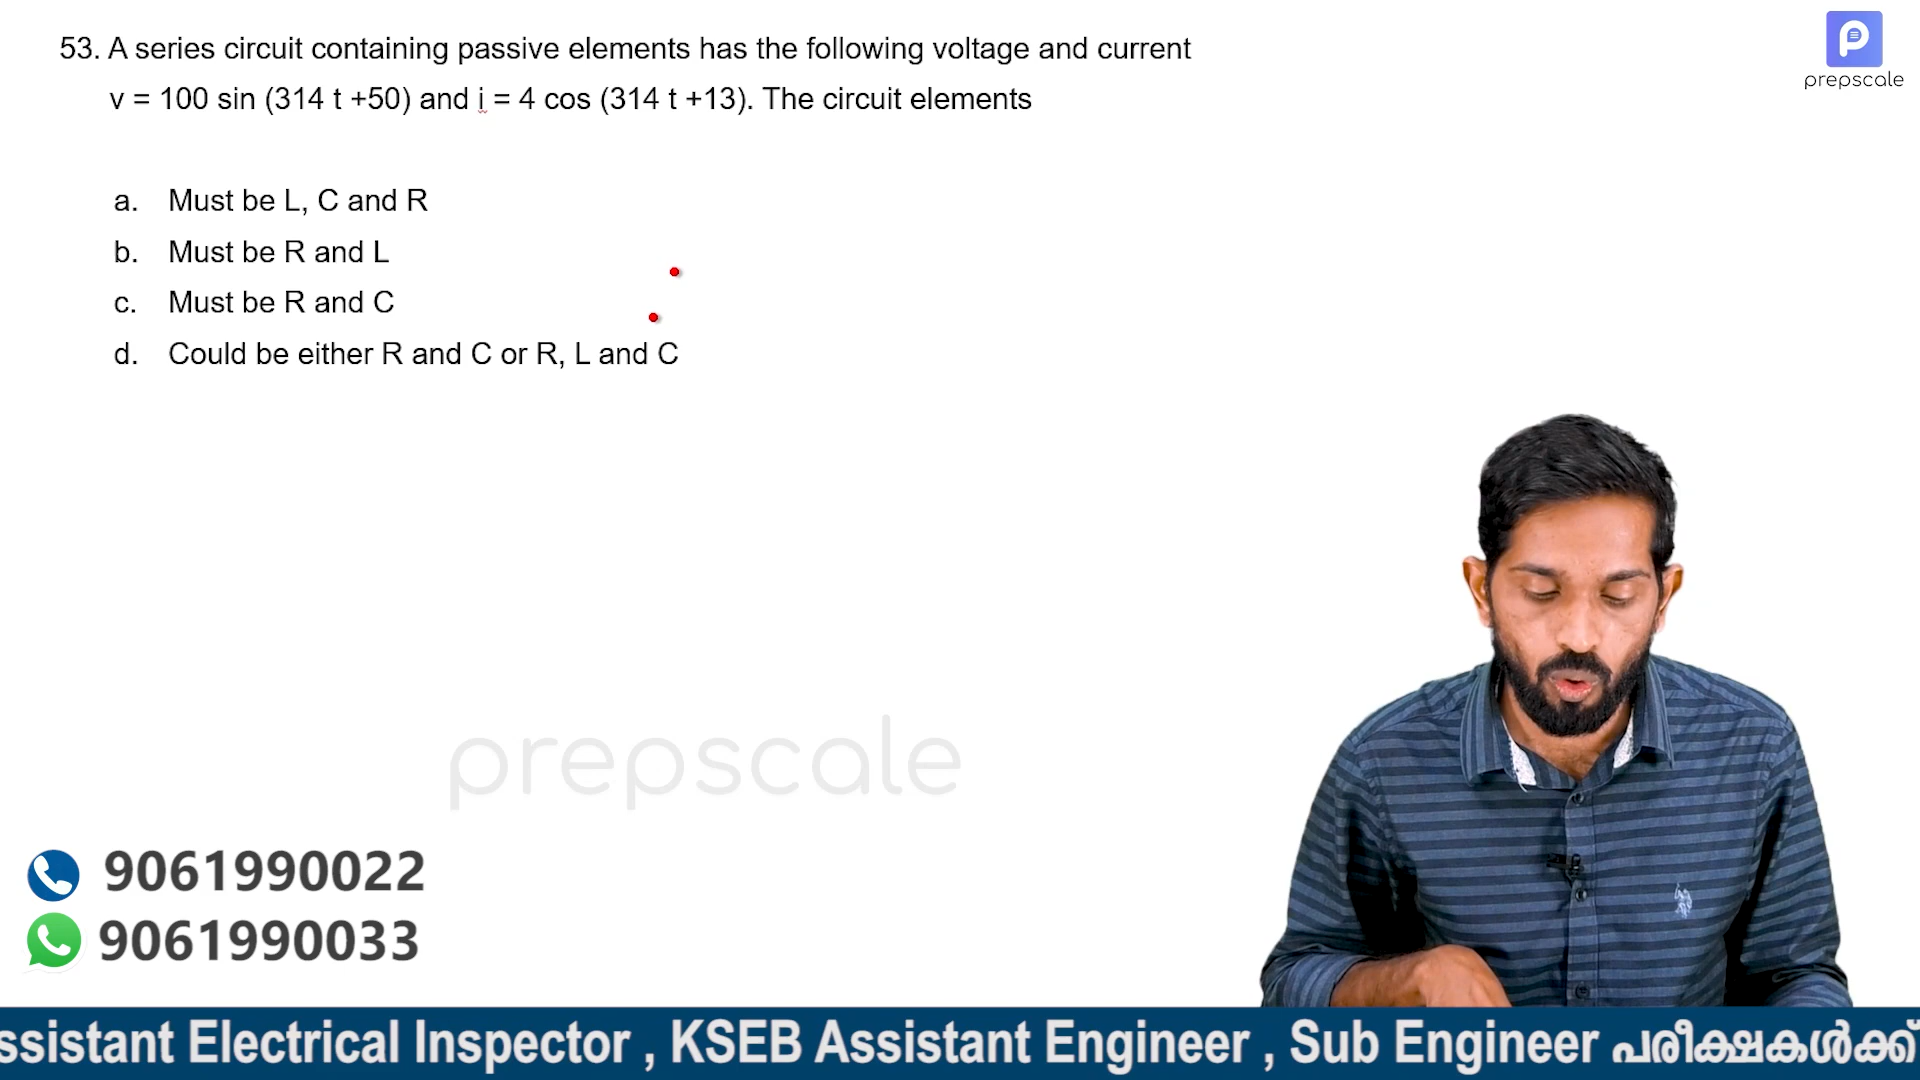 53. A series circuit containing passive elements has the following voltage and current
v = 100 sin (314 t +50) and i = 4 cos (314 t +13). The circuit elements
a. Must be L, C and R
b. Must be R and L
c. Must be R and C
d. Could be either R and C or R, L and C
prepscale
prepscale
9061990022
9061990033
ssistant Electrical Inspector , KSEB Assistant Engineer , Sub Engineer പരീക്ഷകൾക്ക്